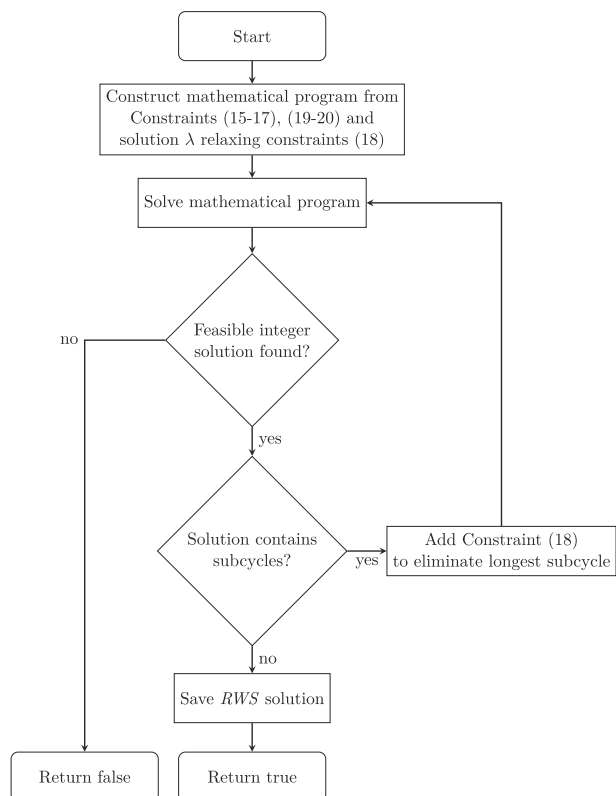 Start
Construct mathematical program from
Constraints (15-17), (19-20) and
solution λ relaxing constraints (18)
Solve mathematical program
Feasible integer
solution found?
no
yes
Solution contains
subcycles?
yes
Add Constraint (18)
to eliminate longest subcycle
no
Save RWS solution
Return false
Return true